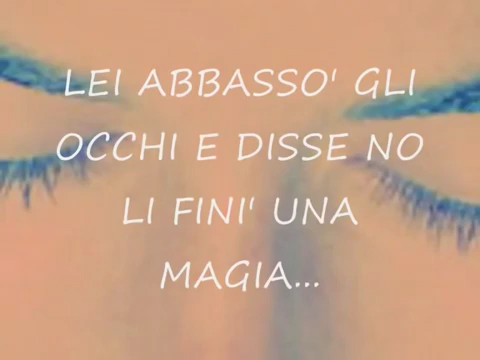 LEI ABBASSO' GLI
OCCHI E DISSE NO
LI FINI' UNA
MAGIA...